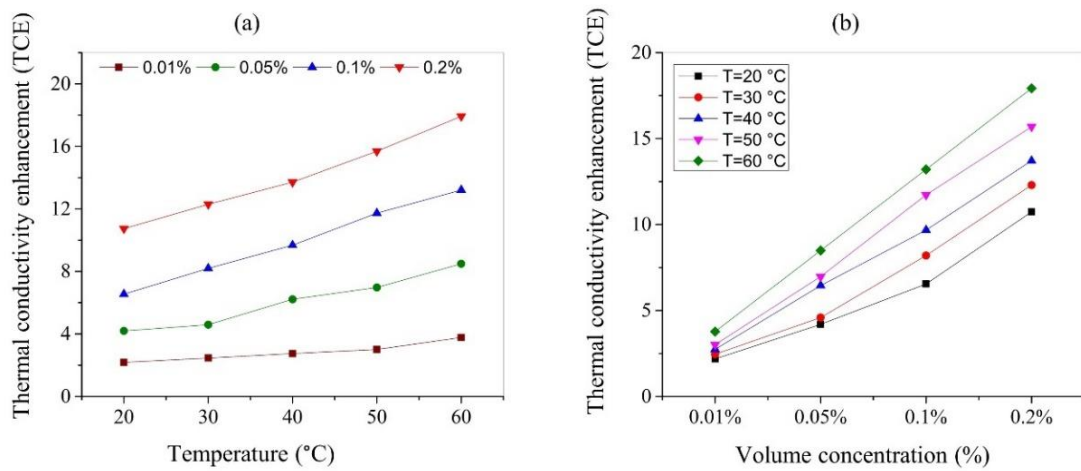 (a)
Thermal conductivity enhancement (TCE)
0.01% 0.05% 0.1% 0.2%
20
16
12
8
4
0
20 30 40 50 60
Temperature (°C)
(b)
Thermal conductivity enhancement (TCE)
T=20 °C
T=30 °C
T=40 °C
T=50 °C
T=60 °C
20
15
10
5
0
0.01% 0.05% 0.1% 0.2%
Volume concentration (%)